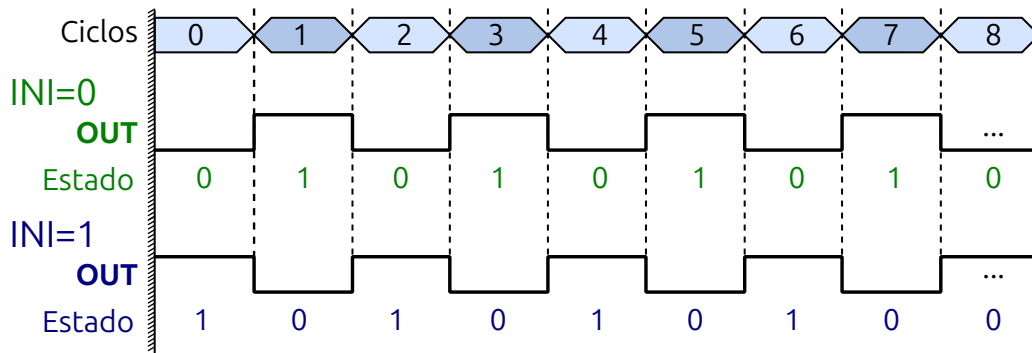 Ciclos 0 1 2 3 4 5 6 7 8
INI=0
OUT ...
Estado 0 1 0 1 0 1 0 1 0
INI=1
OUT ...
Estado 1 0 1 0 1 0 1 0 0